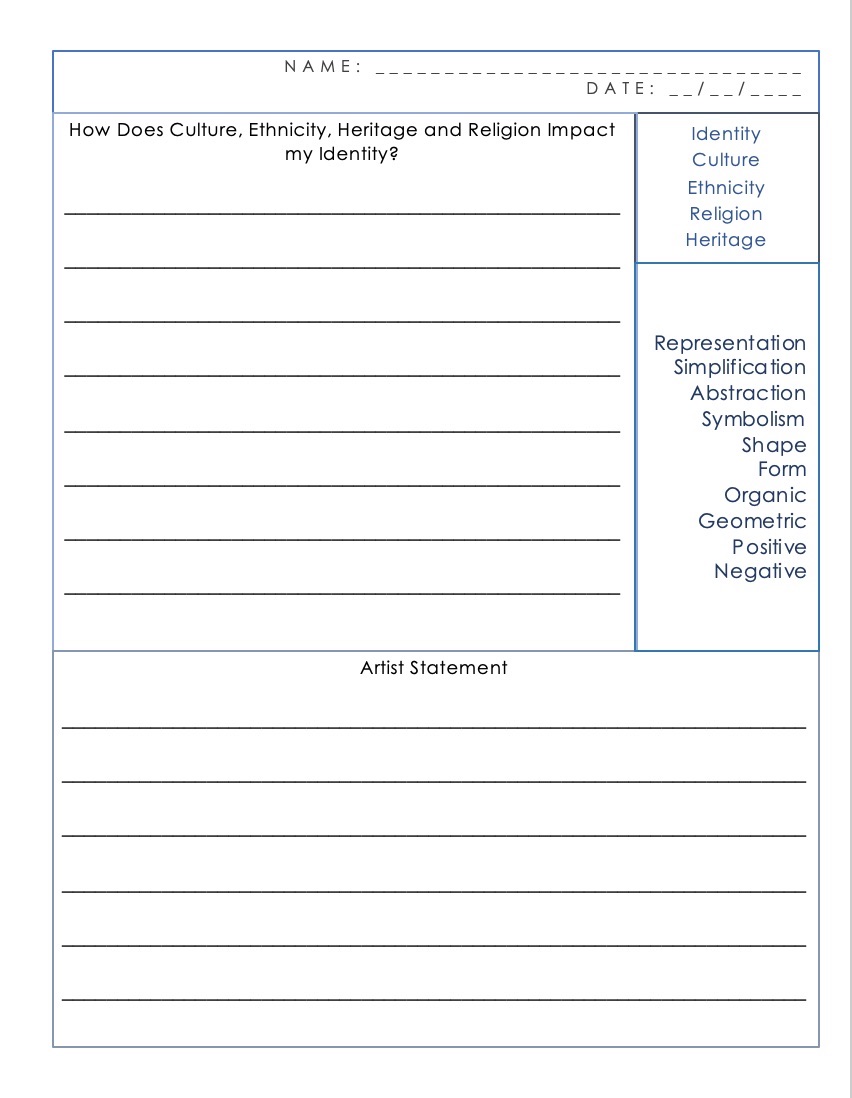 NAME: _______________________________
DATE: __/__/____
How Does Culture, Ethnicity, Heritage and Religion Impact
my Identity?
Identity
Culture
Ethnicity
Religion
Heritage
Representation
Simplification
Abstraction
Symbolism
Shape
Form
Organic
Geometric
Positive
Negative
Artist Statement